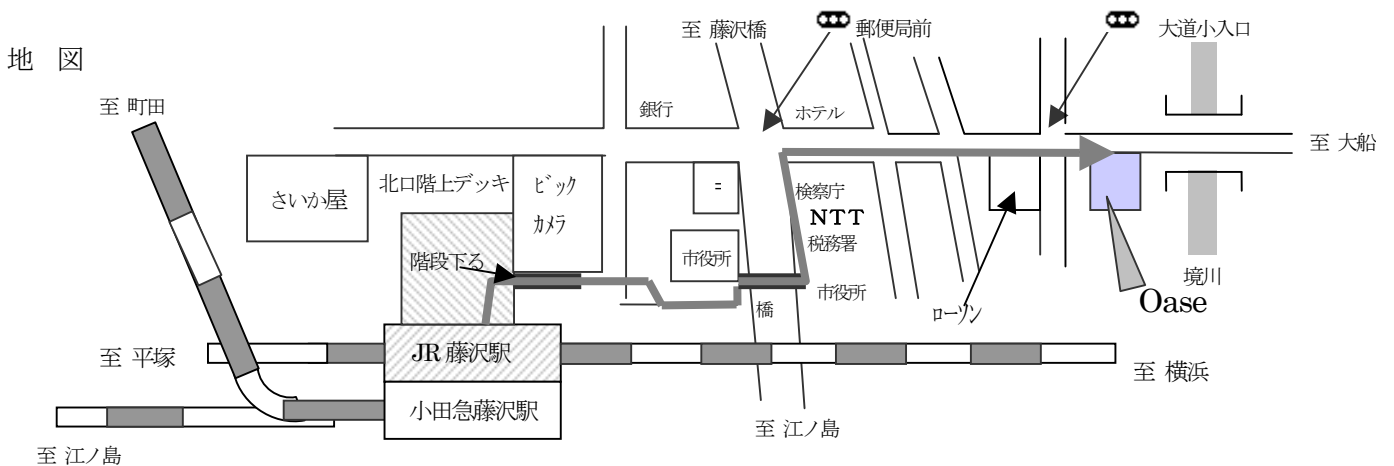 地 図
至 藤沢橋
郵便局前
大道小入口
至 町田
銀行
ホテル
至 大船
さいか屋
北口階上デッキ
ビック
カメラ
ニ
検察庁
NTT
税務署
階段下る
市役所
市役所
橋
境川
ローソン
Oase
至 平塚
JR 藤沢駅
至 横浜
小田急藤沢駅
至 江ノ島
至 江ノ島